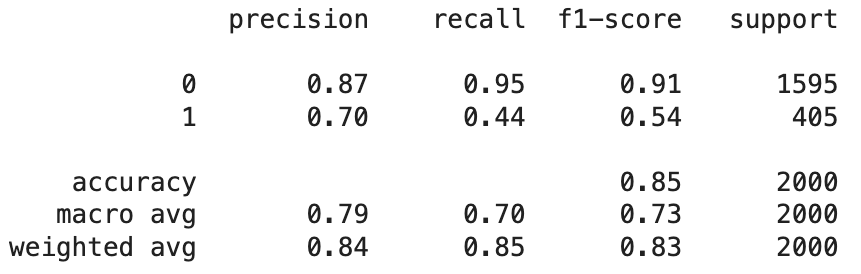 precision recall f1-score support
0 0.87 0.95 0.91 1595
1 0.70 0.44 0.54 405
accuracy 0.85 2000
macro avg 0.79 0.70 0.73 2000
weighted avg 0.84 0.85 0.83 2000